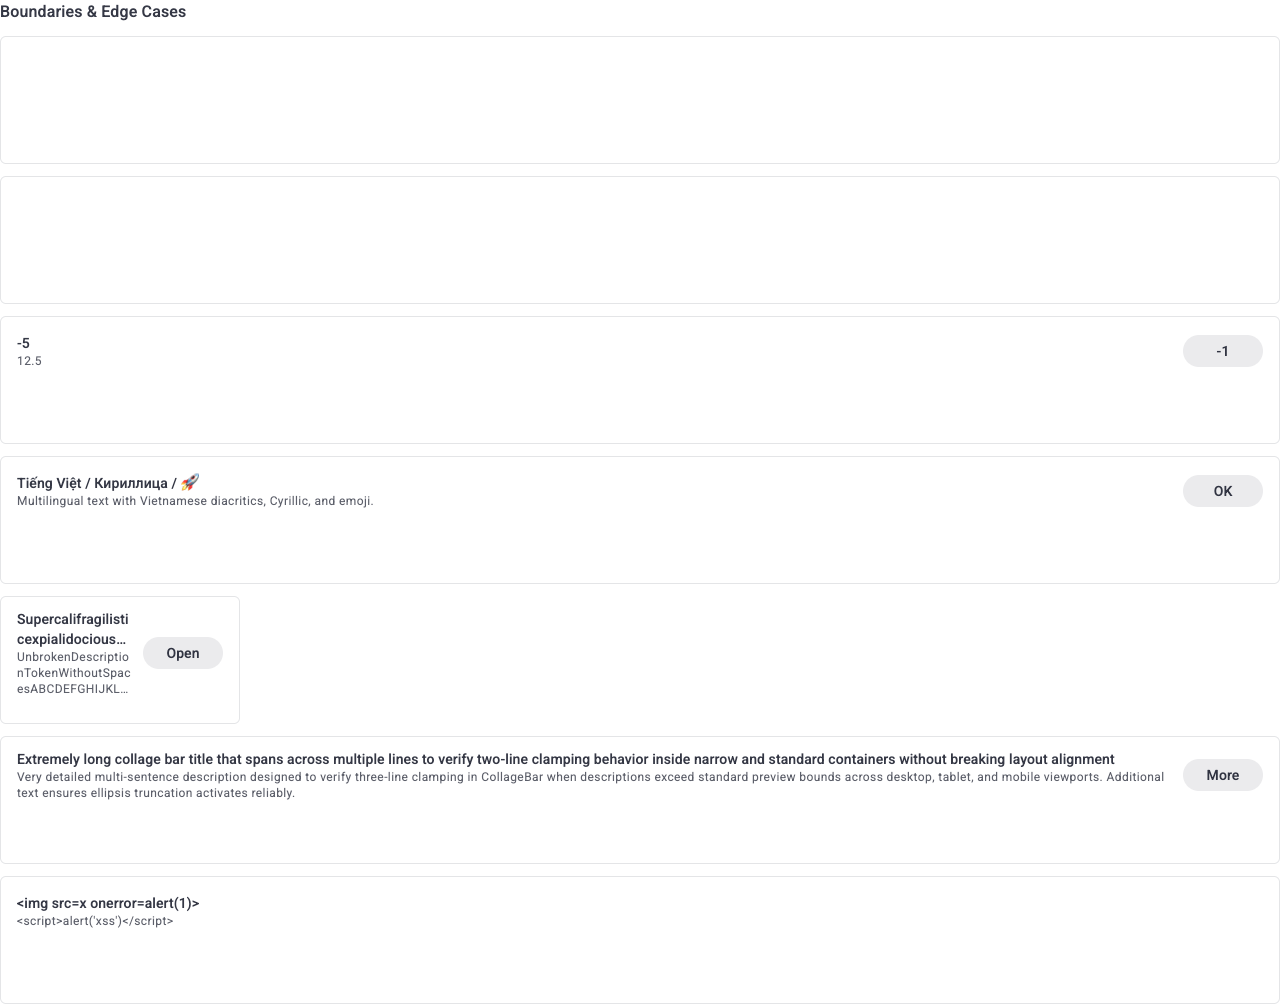 Boundaries & Edge Cases
-5
12.5
-1
Tiếng Việt / Кириллица / 🚀
Multilingual text with Vietnamese diacritics, Cyrillic, and emoji.
OK
Supercalifragilisti
cexpialidocious…
UnbrokenDescriptio
nTokenWithoutSpac
esABCDEFGHIJKL…
Open
Extremely long collage bar title that spans across multiple lines to verify two-line clamping behavior inside narrow and standard containers without breaking layout alignment
Very detailed multi-sentence description designed to verify three-line clamping in CollageBar when descriptions exceed standard preview bounds across desktop, tablet, and mobile viewports. Additional
text ensures ellipsis truncation activates reliably.
More
<img src=x onerror=alert(1)>
<script>alert('xss')</script>